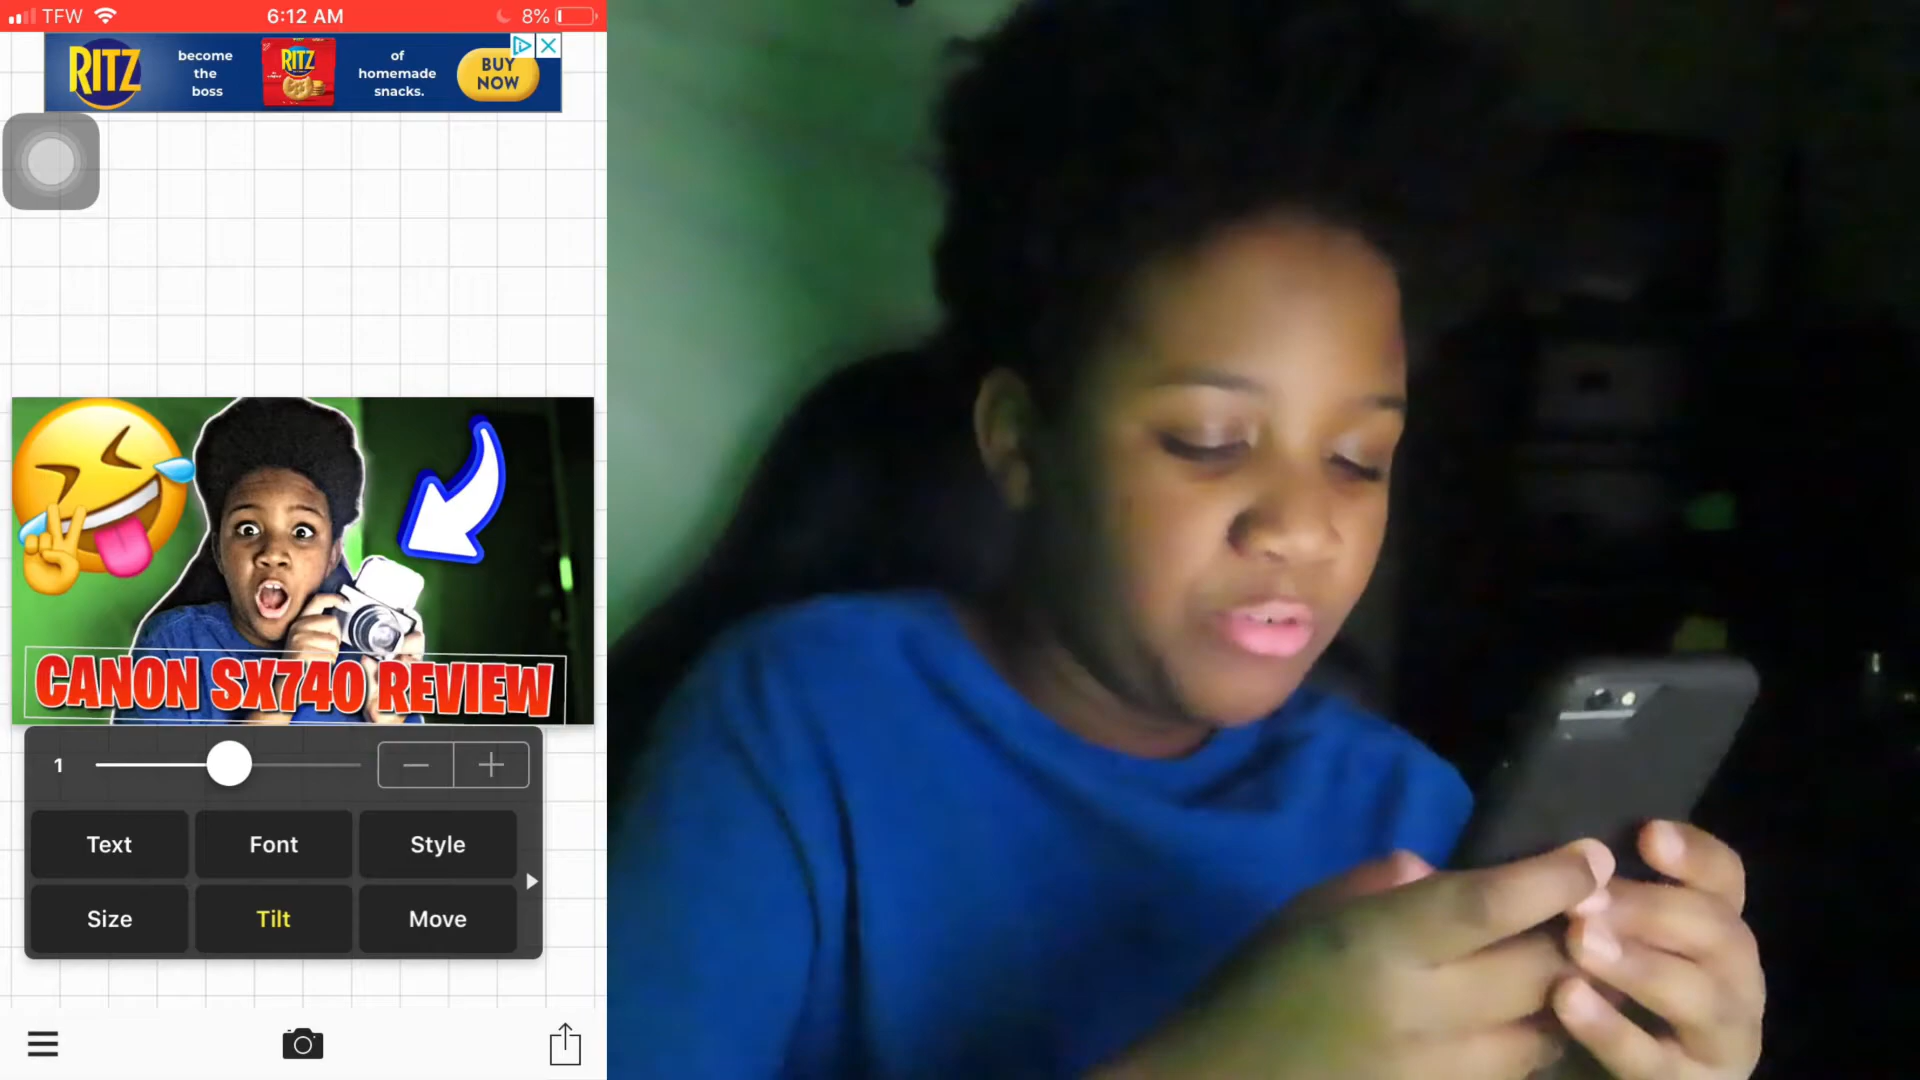 TFW 6:12 AM 8%
RITZ
become
the
boss
RITZ
of
homemade
snacks.
BUY
NOW
CANON SX740 REVIEW
1
Text Font Style
Size Tilt Move